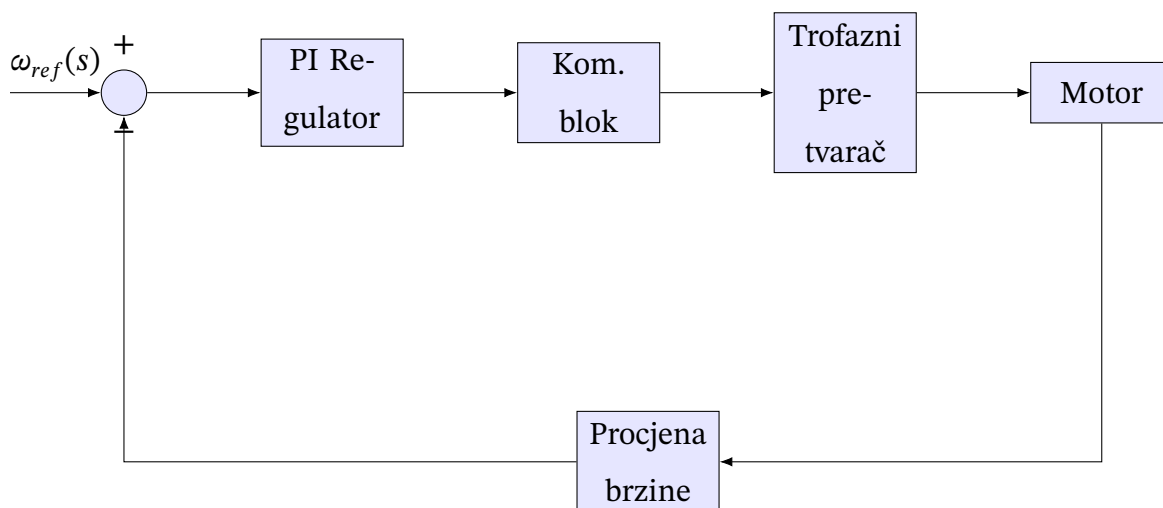 ω_ref(s)
+
PI Re-
gulator
Kom.
blok
Trofazni
pre-
tvarač
Motor
−
Procjena
brzine